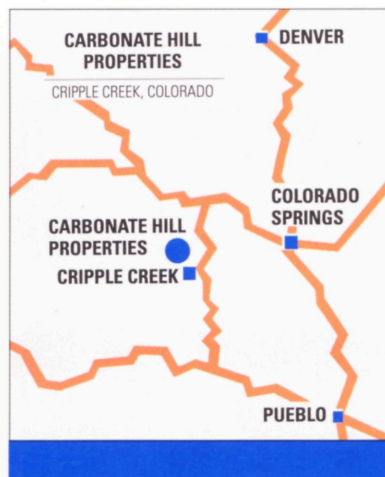 CARBONATE HILL
PROPERTIES
CRIPPLE CREEK, COLORADO
DENVER
COLORADO
SPRINGS
CARBONATE HILL
PROPERTIES
CRIPPLE CREEK
PUEBLO